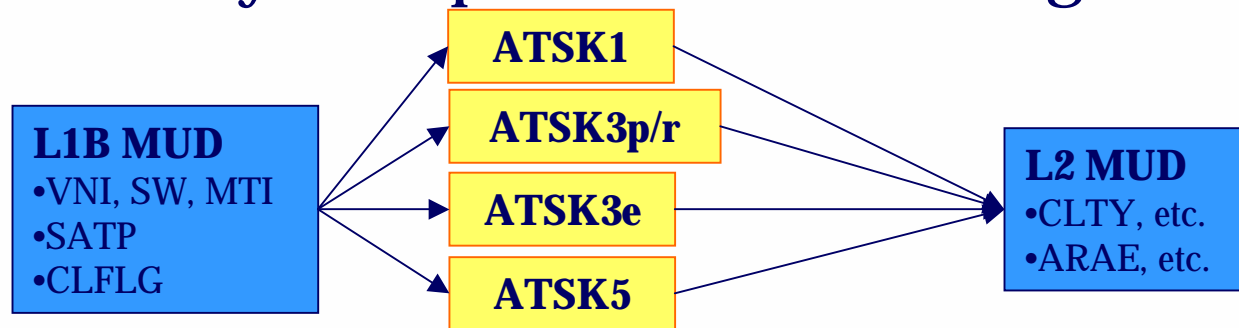 ATSK1
ATSK3p/r
ATSK3e
ATSK5
L1B MUD
•VNI, SW, MTI
•SATP
•CLFLG
L2 MUD
•CLTY, etc.
•ARAE, etc.